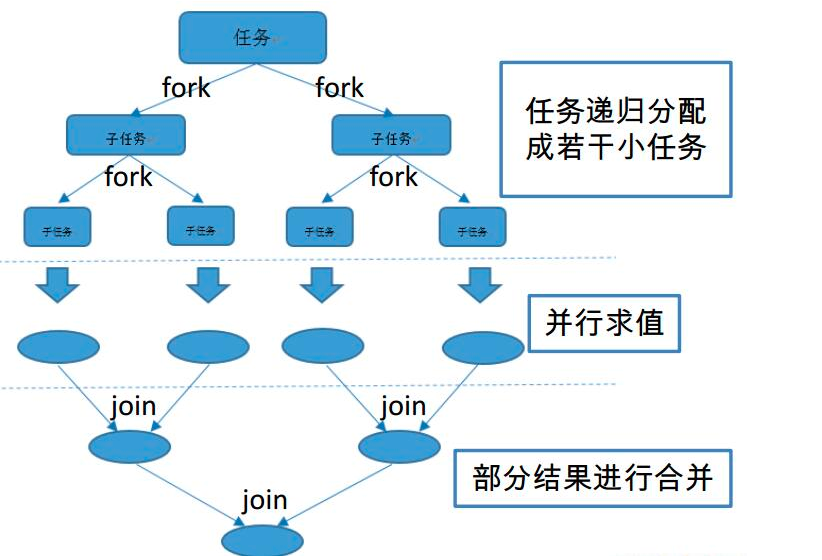 任务
fork
fork
任务递归分配
成若干小任务
子任务
子任务
fork
fork
子任务
子任务
子任务
子任务
并行求值
join
join
部分结果进行合并
join